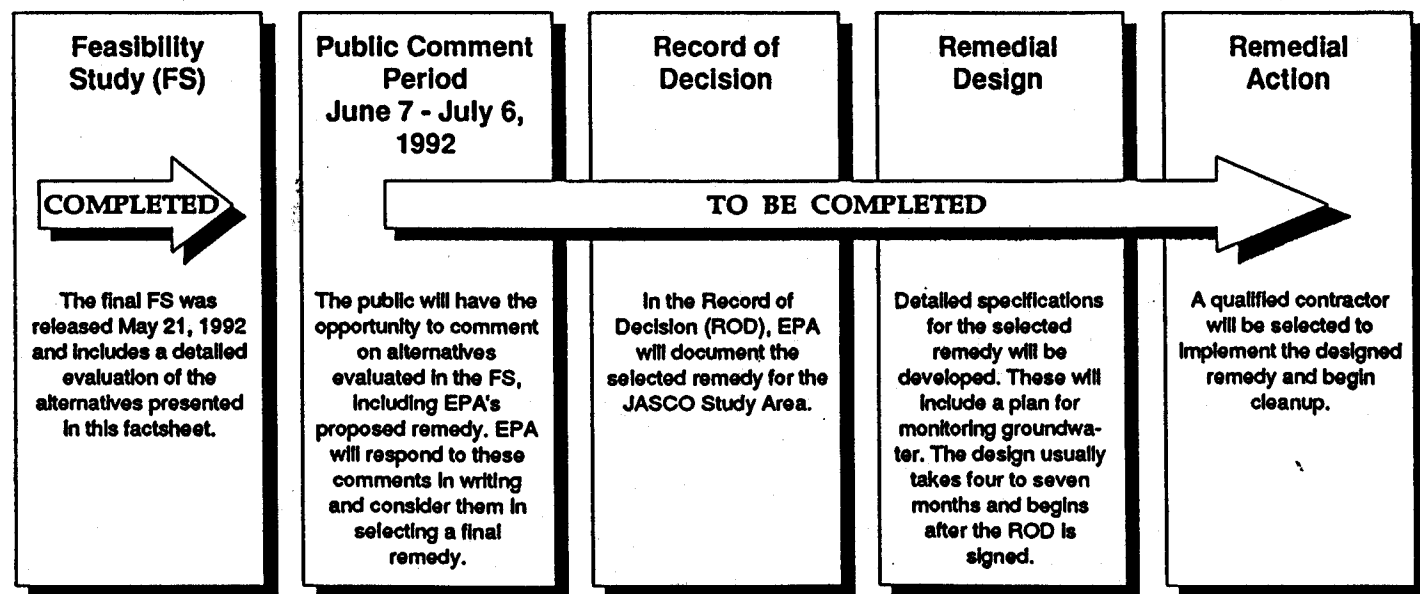 Feasibility
Study (FS)
COMPLETED
The final FS was
released May 21, 1992
and includes a detailed
evaluation of the
alternatives presented
in this factsheet.
Public Comment
Period
June 7 - July 6,
1992
TO BE COMPLETED
The public will have the
opportunity to comment
on alternatives
evaluated in the FS,
including EPA's
proposed remedy. EPA
will respond to these
comments in writing
and consider them in
selecting a final
remedy.
Record of
Decision
In the Record of
Decision (ROD), EPA
will document the
selected remedy for the
JASCO Study Area.
Remedial
Design
Detailed specifications
for the selected
remedy will be
developed. These will
include a plan for
monitoring groundwa-
ter. The design usually
takes four to seven
months and begins
after the ROD is
signed.
Remedial
Action
A qualified contractor
will be selected to
implement the designed
remedy and begin
cleanup.